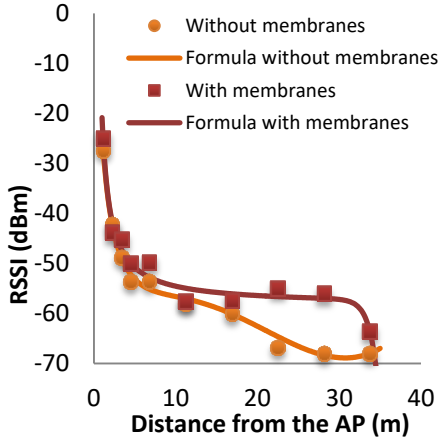 0
-10
-20
-30
-40
-50
-60
-70
RSSI (dBm)
Without membranes
Formula without membranes
With membranes
Formula with membranes
0 10 20 30 40
Distance from the AP (m)